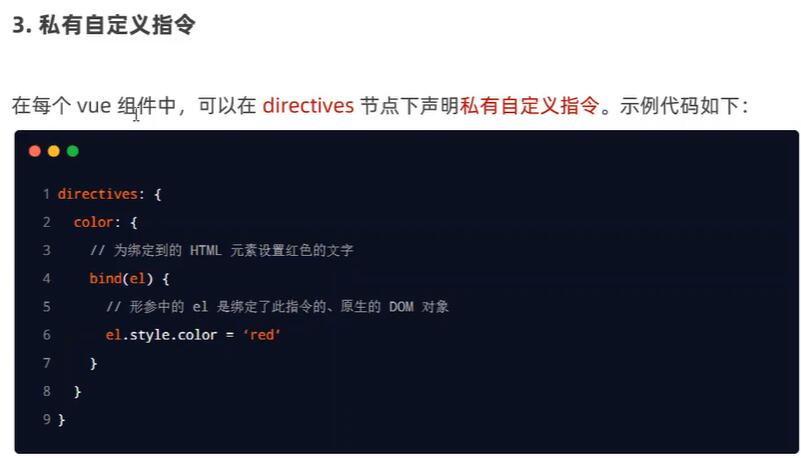 3. 私有自定义指令
在每个 vue 组件中，可以在 directives 节点下声明私有自定义指令。示例代码如下：
1 directives: {
2   color: {
3     // 为绑定到的 HTML 元素设置红色的文字
4     bind(el) {
5       // 形参中的 el 是绑定了此指令的、原生的 DOM 对象
6       el.style.color = ‘red’
7     }
8   }
9 }